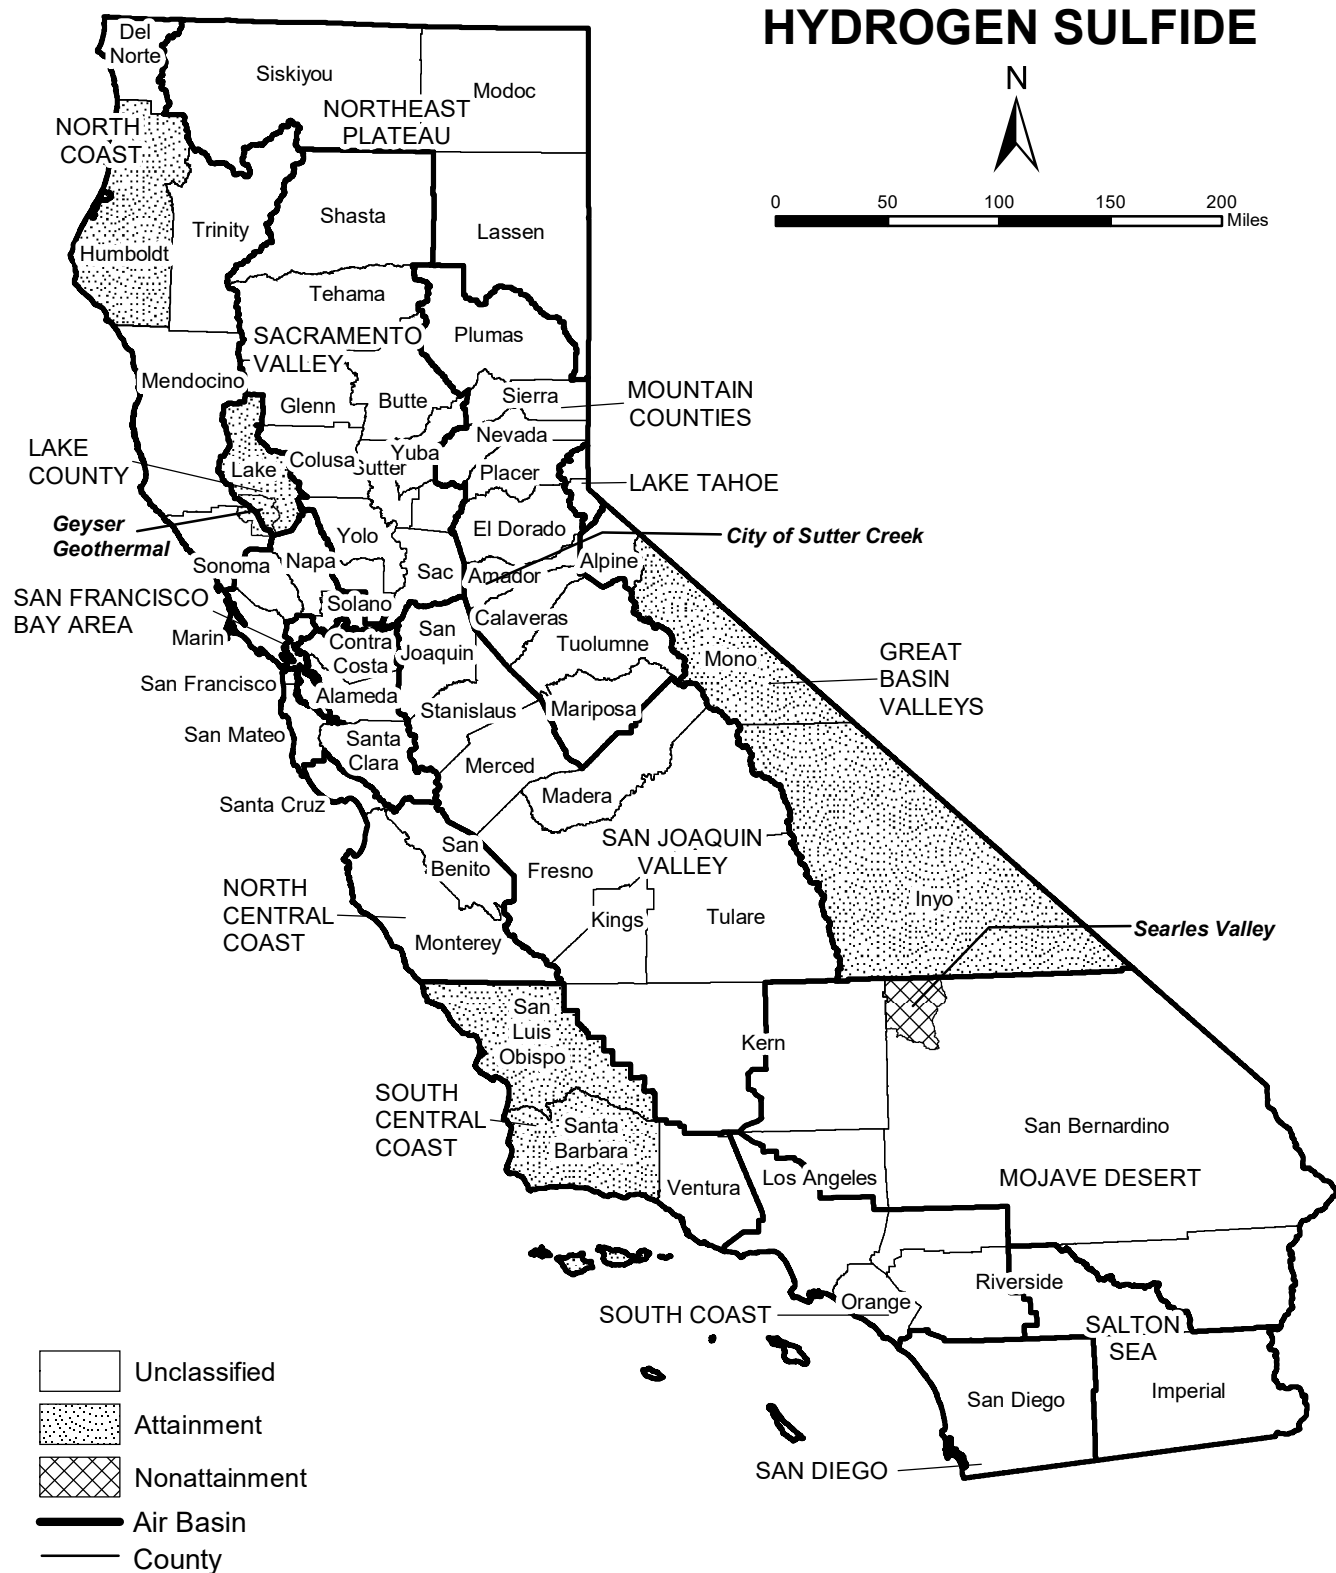 HYDROGEN SULFIDE
N
0 50 100 150 200
Miles
Del
Norte
Siskiyou
Modoc
NORTHEAST
PLATEAU
NORTH
COAST
Trinity
Shasta
Lassen
Humboldt
Tehama
SACRAMENTO
VALLEY
Plumas
Mendocino
Glenn
Butte
Sierra
MOUNTAIN
COUNTIES
Nevada
LAKE
COUNTY
Lake
Colusa
Sutter
Yuba
Placer
LAKE TAHOE
Geyser
Geothermal
Yolo
El Dorado
City of Sutter Creek
Sonoma
Napa
Sac
Amador
Alpine
SAN FRANCISCO
BAY AREA
Solano
Calaveras
Marin
Contra
Costa
San
Joaquin
Tuolumne
Mono
GREAT
BASIN
VALLEYS
San Francisco
Alameda
Stanislaus
Mariposa
San Mateo
Santa
Clara
Merced
Santa Cruz
Madera
San
Benito
SAN JOAQUIN
VALLEY
Fresno
NORTH
CENTRAL
COAST
Kings
Tulare
Inyo
Monterey
Searles Valley
San
Luis
Obispo
Kern
SOUTH
CENTRAL
COAST
Santa
Barbara
San Bernardino
Ventura
Los Angeles
MOJAVE DESERT
Riverside
Orange
SOUTH COAST
SALTON
SEA
San Diego
Imperial
SAN DIEGO
Unclassified
Attainment
Nonattainment
Air Basin
County